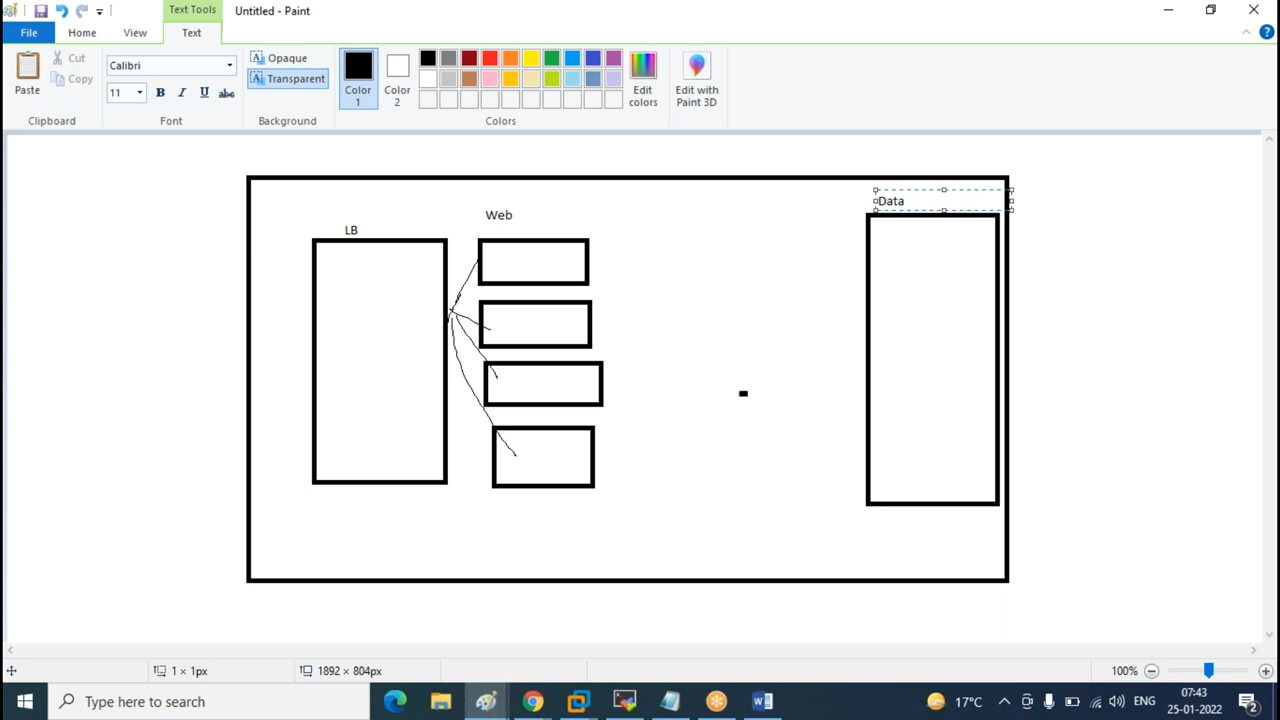 Text Tools
Untitled - Paint
File
Home
View
Text
Paste
Cut
Copy
Clipboard
Calibri
11
B I U abc
Font
Opaque
Transparent
Background
Color 1
Color 2
Edit colors
Colors
Edit with Paint 3D
Data
Web
LB
1 × 1px
1892 × 804px
100%
Type here to search
17°C
ENG
07:43
25-01-2022
2